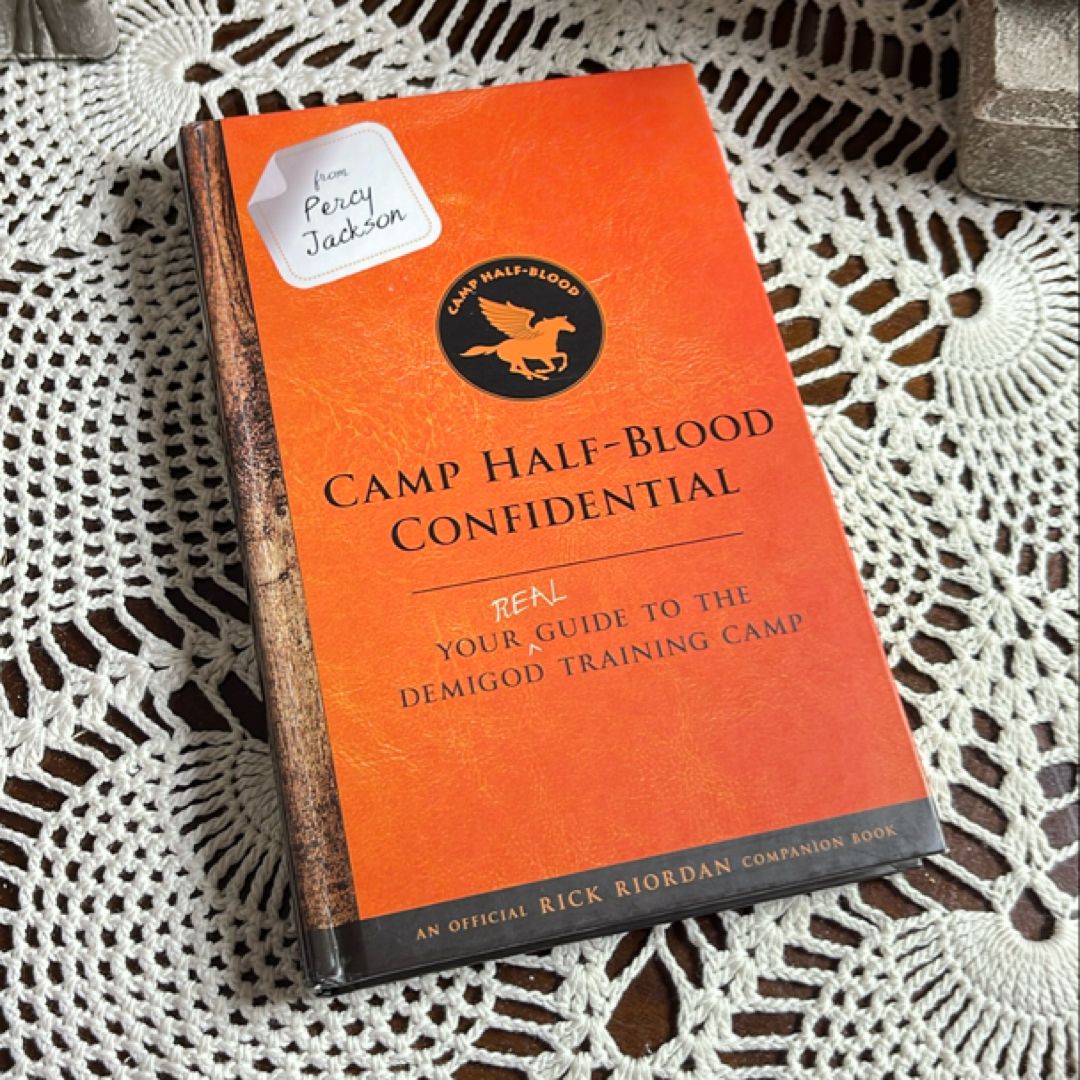 from
Percy
Jackson
CAMP HALF-BLOOD
CAMP HALF-BLOOD
CONFIDENTIAL
REAL
YOUR ^ GUIDE TO THE
DEMIGOD TRAINING CAMP
AN OFFICIAL RICK RIORDAN COMPANION BOOK